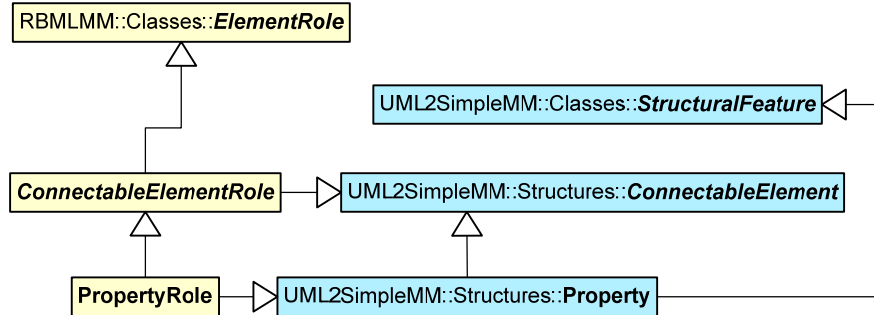 RBMLMM::Classes::ElementRole
UML2SimpleMM::Classes::StructuralFeature
ConnectableElementRole
UML2SimpleMM::Structures::ConnectableElement
PropertyRole
UML2SimpleMM::Structures::Property